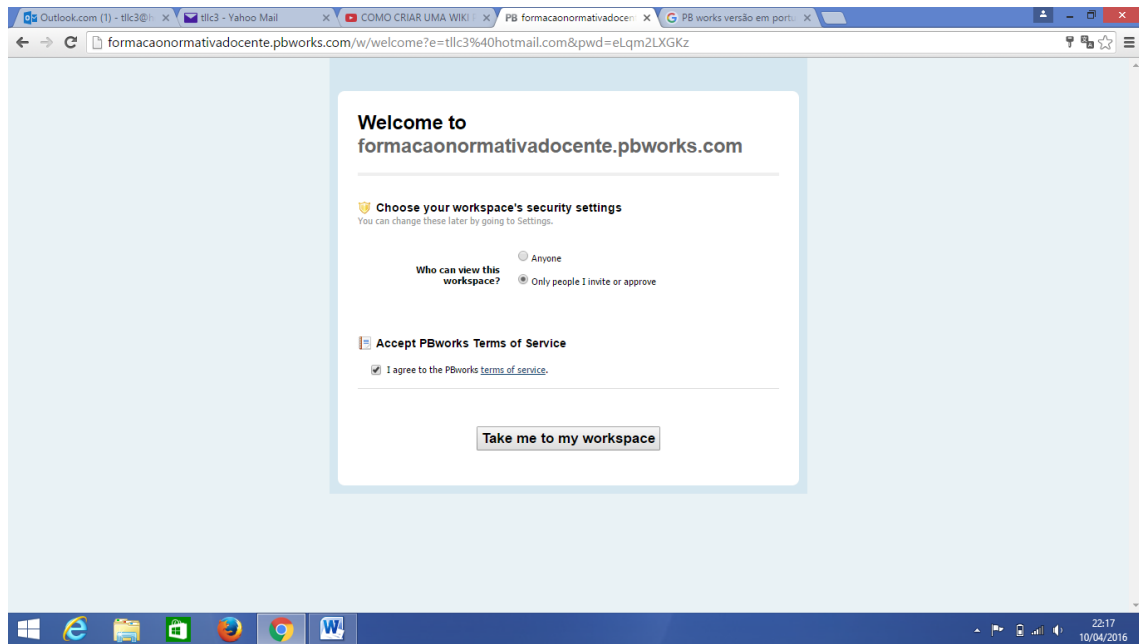 Outlook.com (1) - tllc3@h
tllc3 - Yahoo Mail
COMO CRIAR UMA WIKI
PB formacaonormativadocen
PB works versão em portu
formacaonormativadocente.pbworks.com/w/welcome?e=tllc3%40hotmail.com&pwd=eLqm2LXGKz
Welcome to
formacaonormativadocente.pbworks.com
Choose your workspace's security settings
You can change these later by going to Settings.
Who can view this
workspace?
Anyone
Only people I invite or approve
Accept PBworks Terms of Service
I agree to the PBworks terms of service.
Take me to my workspace
22:17
10/04/2016